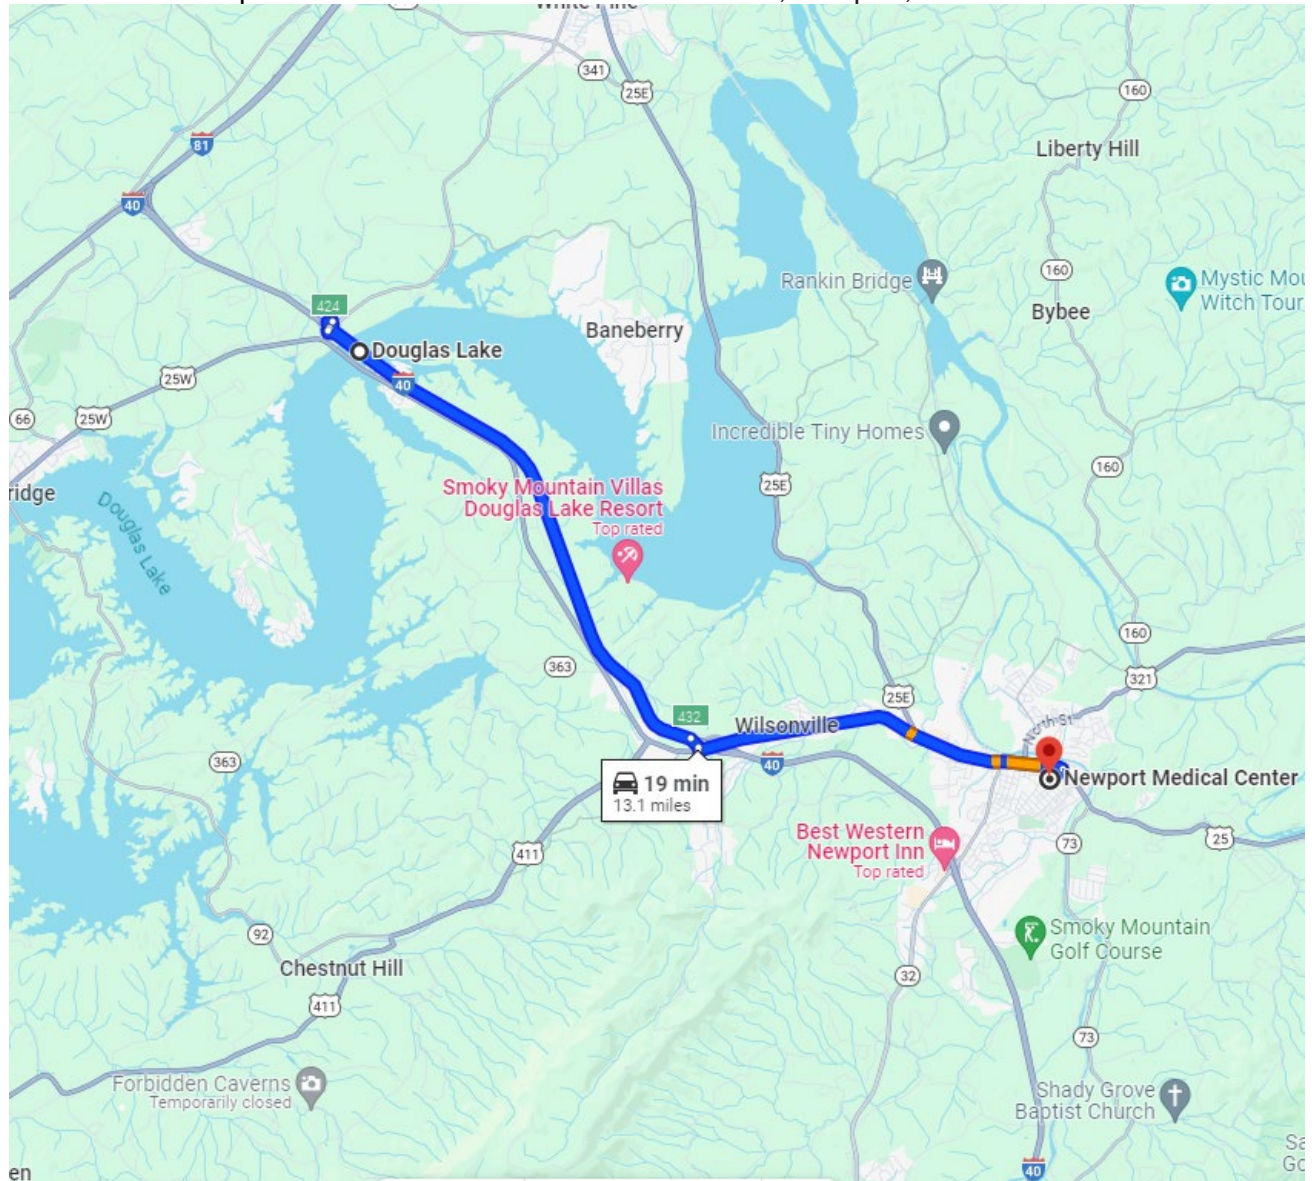 White Pine
341
25E
160
81
Liberty Hill
40
160
Rankin Bridge
Mystic Mou
Witch Tour
Bybee
424
Baneberry
Douglas Lake
25W
40
66
25W
Incredible Tiny Homes
160
25E
ridge
Smoky Mountain Villas
Douglas Lake Resort
Top rated
Douglas Lake
160
363
321
25E
432
North St
Wilsonville
363
40
19 min
13.1 miles
Newport Medical Center
Best Western
Newport Inn
Top rated
25
73
411
92
Smoky Mountain
Golf Course
Chestnut Hill
32
411
73
Forbidden Caverns
Temporarily closed
Shady Grove
Baptist Church
Sa
Go
40
en